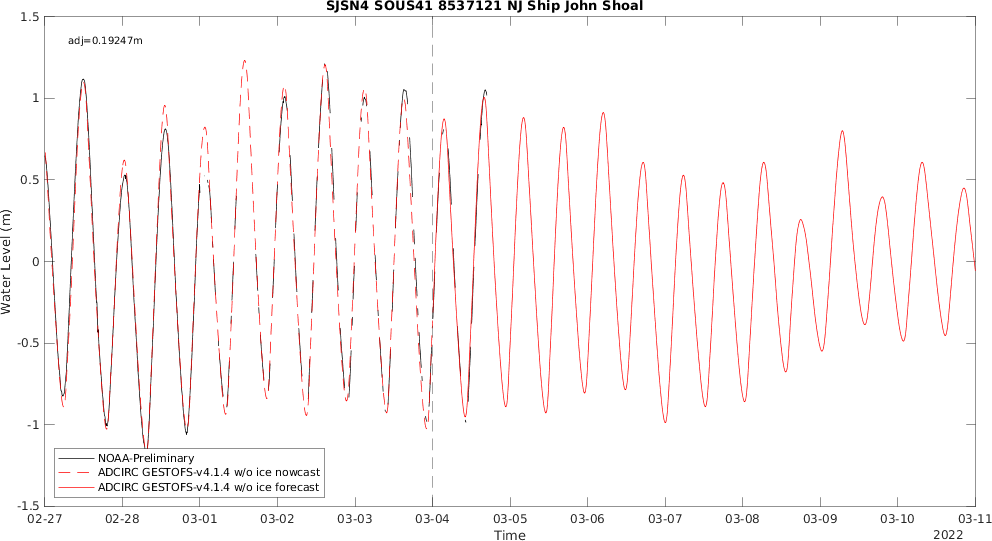 SJSN4 SOUS41 8537121 NJ Ship John Shoal
adj=0.19247m
1.5
1
0.5
0
-0.5
-1
-1.5
Water Level (m)
NOAA-Preliminary
ADCIRC GESTOFS-v4.1.4 w/o ice nowcast
ADCIRC GESTOFS-v4.1.4 w/o ice forecast
02-27 02-28 03-01 03-02 03-03 03-04 03-05 03-06 03-07 03-08 03-09 03-10 03-11
Time
2022